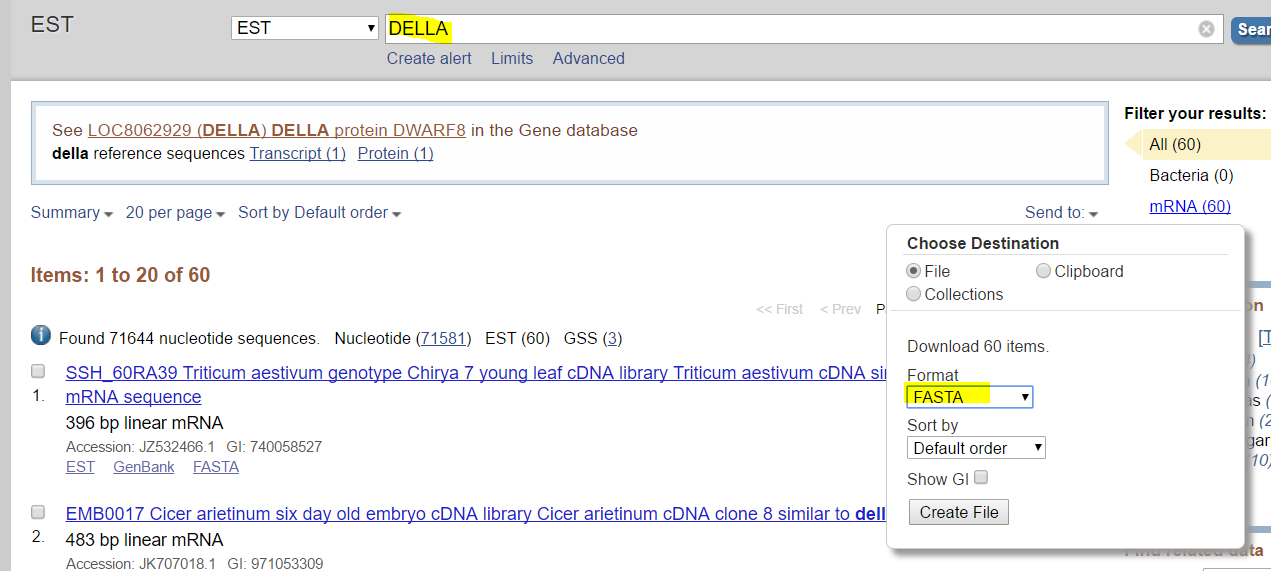 EST
EST
DELLA
Sear
Create alert Limits Advanced
See LOC8062929 (DELLA) DELLA protein DWARF8 in the Gene database
della reference sequences Transcript (1) Protein (1)
Filter your results:
All (60)
Bacteria (0)
mRNA (60)
Summary 20 per page Sort by Default order
Send to:
Choose Destination
File Clipboard
Collections
Download 60 items.
Format
FASTA
Sort by
Default order
Show GI
Create File
Items: 1 to 20 of 60
<< First < Prev
Found 71644 nucleotide sequences. Nucleotide (71581) EST (60) GSS (3)
SSH_60RA39 Triticum aestivum genotype Chirya 7 young leaf cDNA library Triticum aestivum cDNA sim
1. mRNA sequence
396 bp linear mRNA
Accession: JZ532466.1 GI: 740058527
EST GenBank FASTA
EMB0017 Cicer arietinum six day old embryo cDNA library Cicer arietinum cDNA clone 8 similar to dell
2. 483 bp linear mRNA
Accession: JK707018.1 GI: 971053309
Find related data